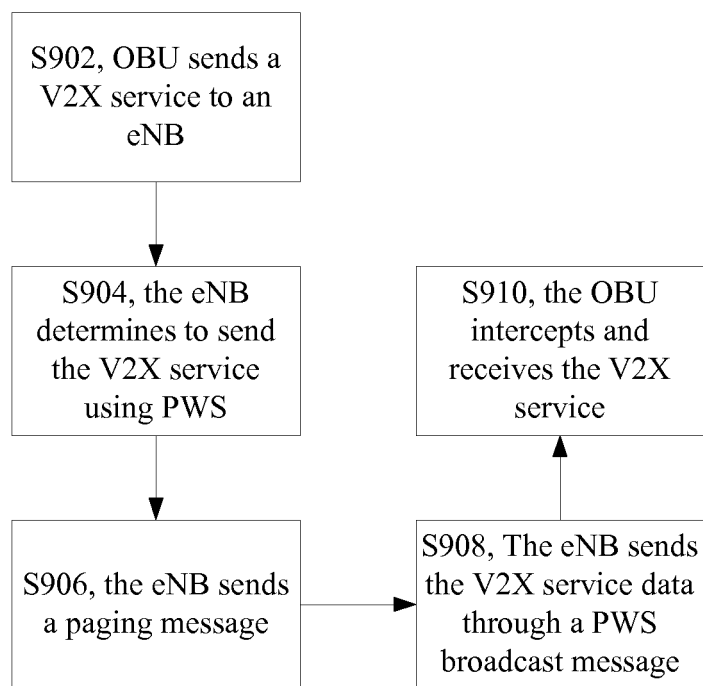 S902, OBU sends a
V2X service to an
eNB
S904, the eNB
determines to send
the V2X service
using PWS
S906, the eNB sends
a paging message
S908, The eNB sends
the V2X service data
through a PWS
broadcast message
S910, the OBU
intercepts and
receives the V2X
service